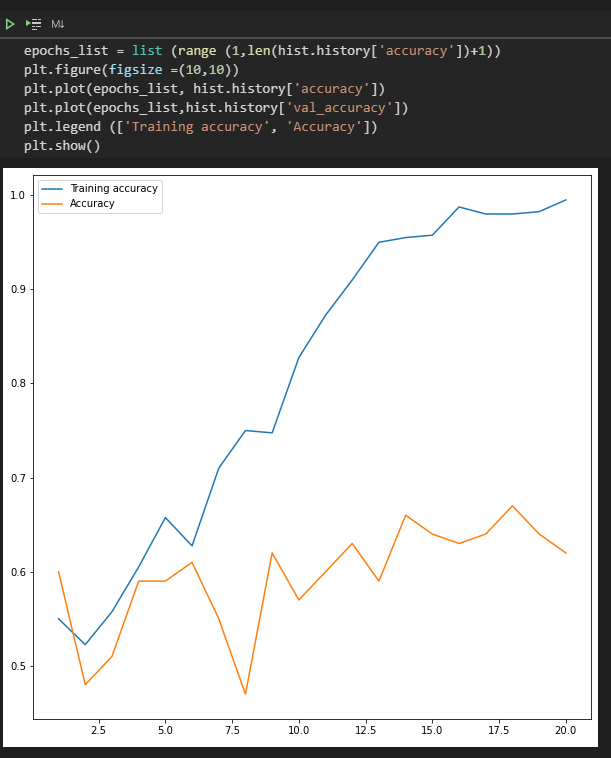 M↓
epochs_list = list (range (1,len(hist.history['accuracy'])+1))
plt.figure(figsize =(10,10))
plt.plot(epochs_list, hist.history['accuracy'])
plt.plot(epochs_list,hist.history['val_accuracy'])
plt.legend (['Training accuracy', 'Accuracy'])
plt.show()
Training accuracy
Accuracy
1.0
0.9
0.8
0.7
0.6
0.5
2.5 5.0 7.5 10.0 12.5 15.0 17.5 20.0